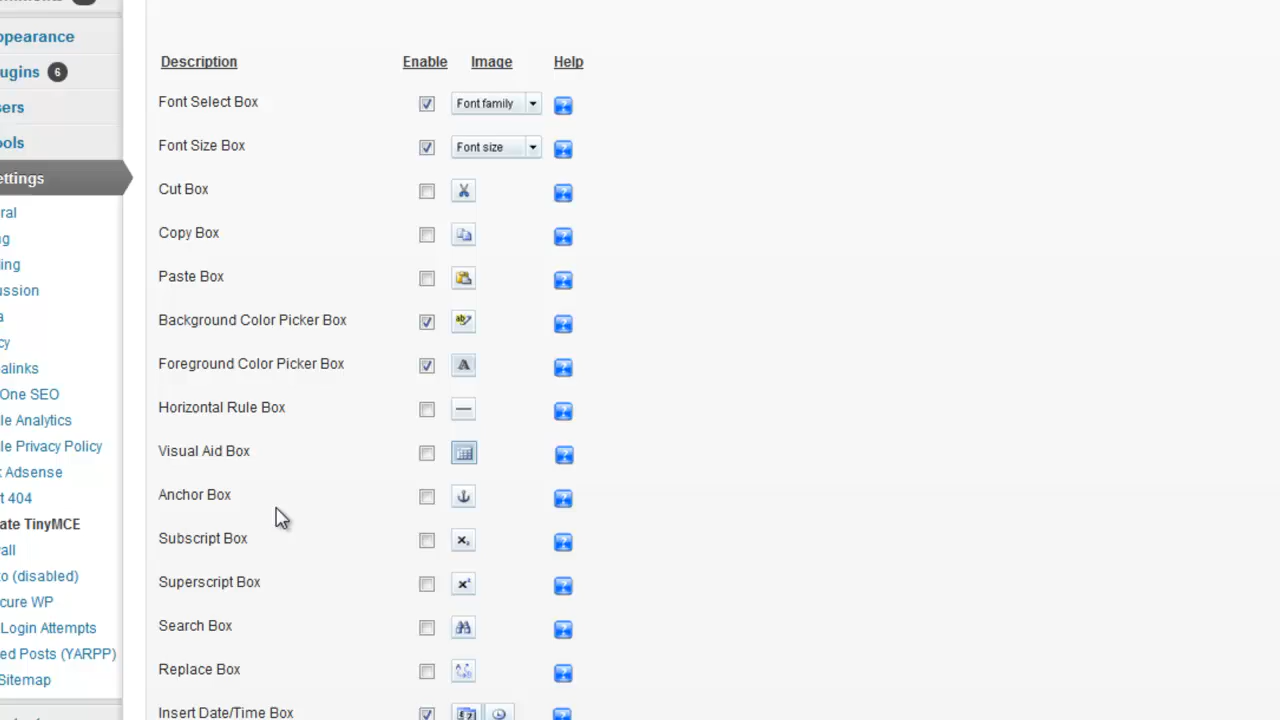 ppearance
ugins 6
sers
ools
ettings
ral
ng
ling
ussion
a
cy
alinks
One SEO
le Analytics
le Privacy Policy
t Adsense
t 404
ate TinyMCE
all
to (disabled)
cure WP
Login Attempts
ed Posts (YARPP)
Sitemap
Description Enable Image Help
Font Select Box Font family
Font Size Box Font size
Cut Box
Copy Box
Paste Box
Background Color Picker Box
Foreground Color Picker Box
Horizontal Rule Box
Visual Aid Box
Anchor Box
Subscript Box
Superscript Box
Search Box
Replace Box
Insert Date/Time Box